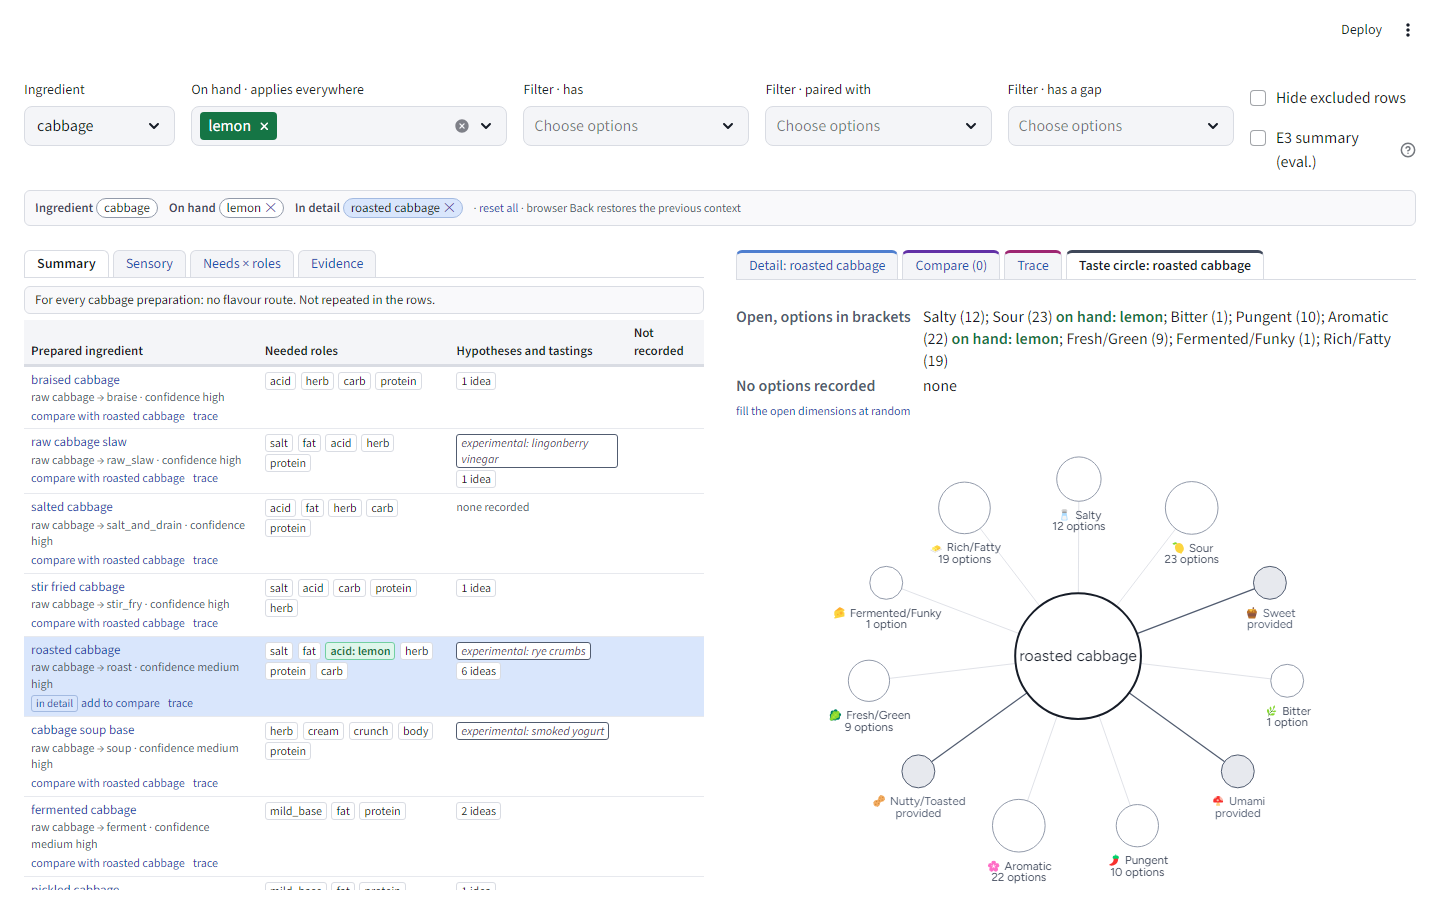 Deploy
Ingredient
On hand · applies everywhere
Filter · has
Filter · paired with
Filter · has a gap
cabbage
lemon ×
Choose options
Choose options
Choose options
Hide excluded rows
E3 summary
(eval.)
Ingredient cabbage On hand lemon × In detail roasted cabbage × · reset all · browser Back restores the previous context
Summary
Sensory
Needs × roles
Evidence
For every cabbage preparation: no flavour route. Not repeated in the rows.
Prepared ingredient
Needed roles
Hypotheses and tastings
Not
recorded
braised cabbage
raw cabbage → braise · confidence high
compare with roasted cabbage trace
acid herb carb protein
1 idea
raw cabbage slaw
raw cabbage → raw_slaw · confidence high
compare with roasted cabbage trace
salt fat acid herb
protein
experimental: lingonberry
vinegar
1 idea
salted cabbage
raw cabbage → salt_and_drain · confidence
high
compare with roasted cabbage trace
acid fat herb carb
protein
none recorded
stir fried cabbage
raw cabbage → stir_fry · confidence high
compare with roasted cabbage trace
salt acid carb protein
herb
1 idea
roasted cabbage
raw cabbage → roast · confidence medium
high
in detail add to compare trace
salt fat acid: lemon herb
protein carb
experimental: rye crumbs
6 ideas
cabbage soup base
raw cabbage → soup · confidence medium
high
compare with roasted cabbage trace
herb cream crunch body
protein
experimental: smoked yogurt
fermented cabbage
raw cabbage → ferment · confidence
medium high
compare with roasted cabbage trace
mild_base fat protein
2 ideas
pickled cabbage
mild_base fat protein
1 idea
Detail: roasted cabbage
Compare (0)
Trace
Taste circle: roasted cabbage
Open, options in brackets
Salty (12); Sour (23) on hand: lemon; Bitter (1); Pungent (10); Aromatic
(22) on hand: lemon; Fresh/Green (9); Fermented/Funky (1); Rich/Fatty
(19)
No options recorded
none
fill the open dimensions at random
Salty
12 options
Rich/Fatty
19 options
Sour
23 options
Fermented/Funky
1 option
Sweet
provided
roasted cabbage
Fresh/Green
9 options
Bitter
1 option
Nutty/Toasted
provided
Umami
provided
Aromatic
22 options
Pungent
10 options